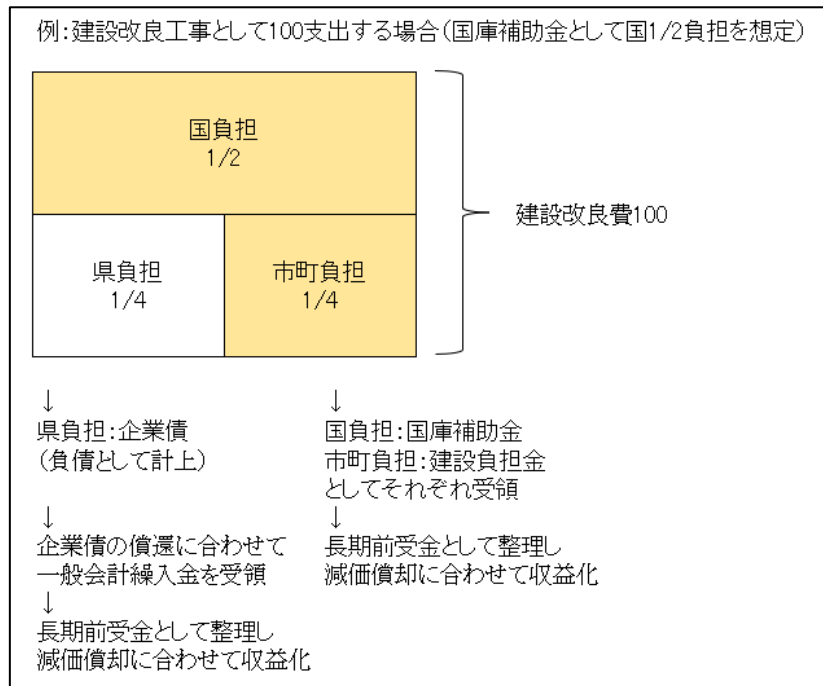 例：建設改良工事として100支出する場合（国庫補助金として国1/2負担を想定）
国負担
1/2
建設改良費100
県負担
1/4
市町負担
1/4
↓
県負担：企業債
（負債として計上）
↓
企業債の償還に合わせて
一般会計繰入金を受領
↓
長期前受金として整理し
減価償却に合わせて収益化
↓
国負担：国庫補助金
市町負担：建設負担金
としてそれぞれ受領
↓
長期前受金として整理し
減価償却に合わせて収益化